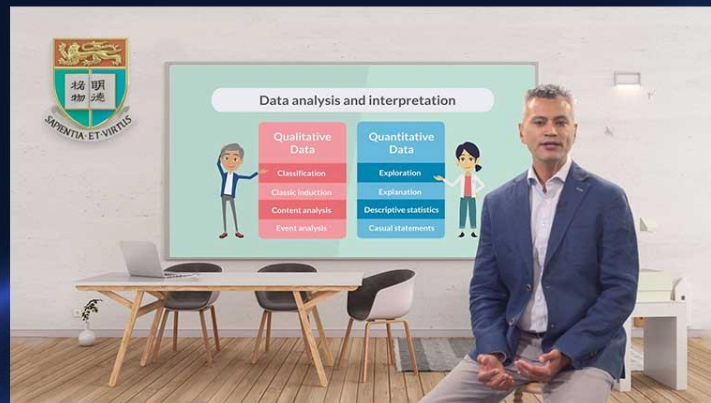 明德
格物
SAPIENTIA·ET·VIRTUS
Data analysis and interpretation
Qualitative
Data
Classification
Classic induction
Content analysis
Event analysis
Quantitative
Data
Exploration
Explanation
Descriptive statistics
Casual statements